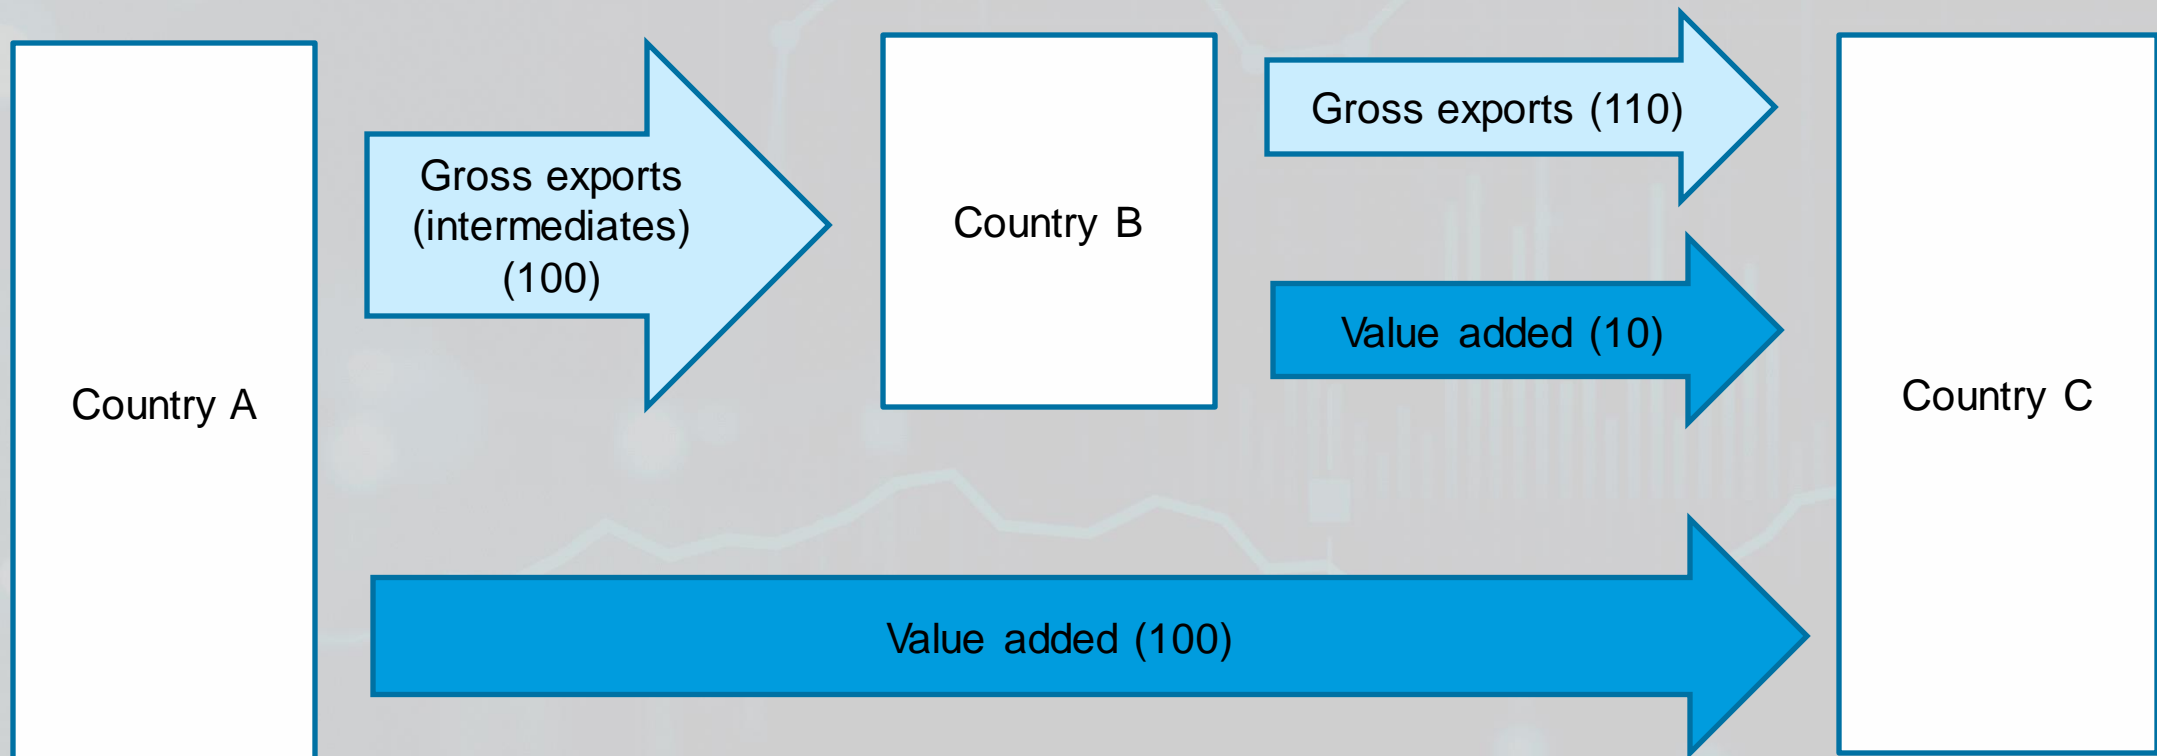 Country A
Gross exports
(intermediates)
(100)
Country B
Gross exports (110)
Value added (10)
Country C
Value added (100)